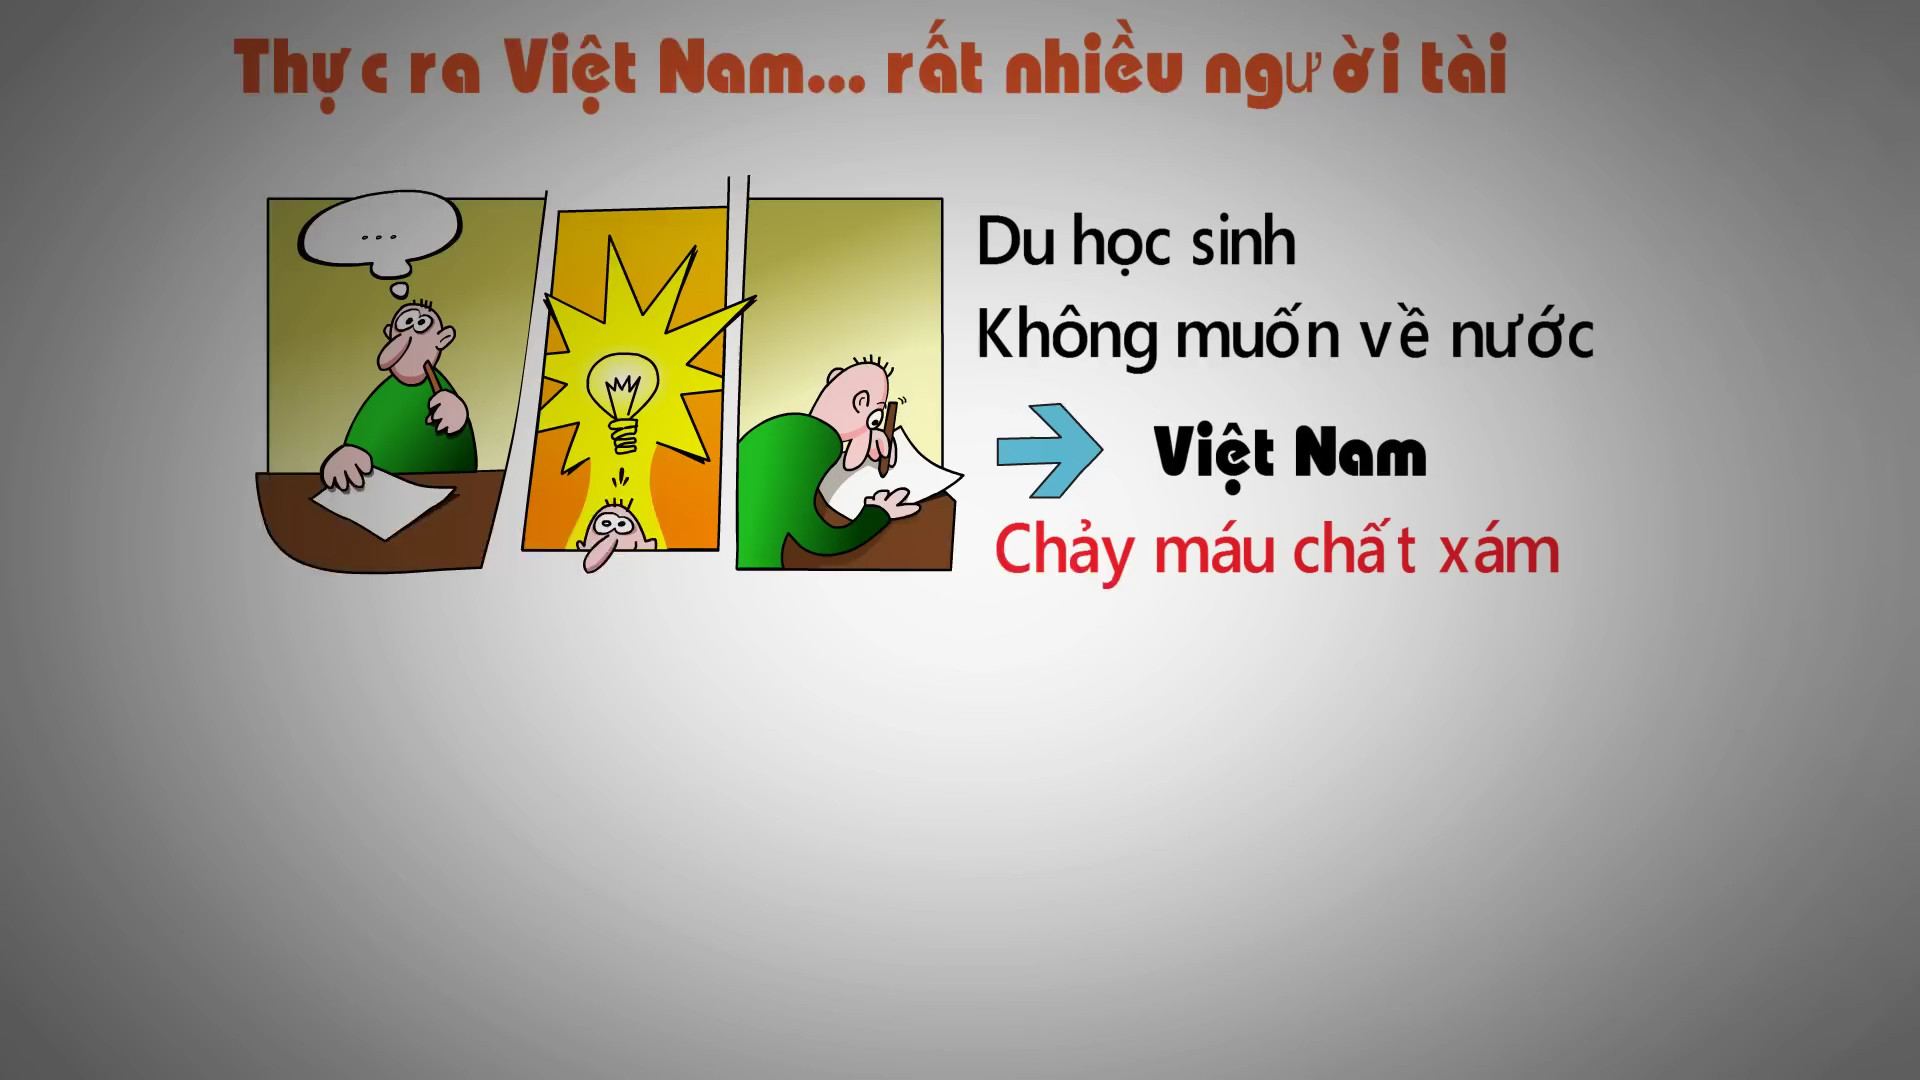 Thực ra Việt Nam... rất nhiều người tài
...
Du học sinh
Không muốn về nước
Việt Nam
Chảy máu chất xám